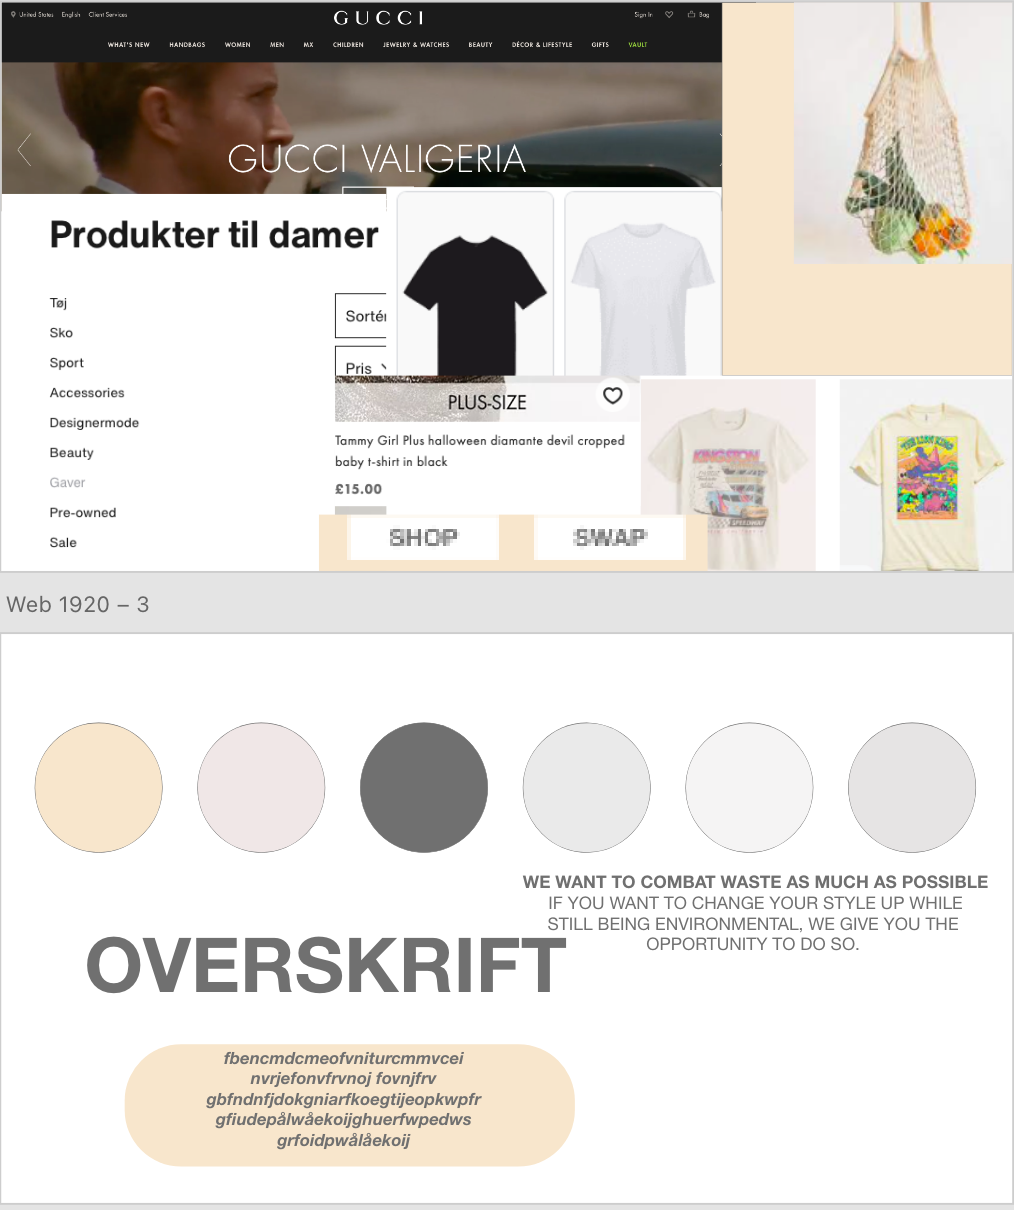 United States English Client Services
GUCCI
Sign In Bag
WHAT'S NEW HANDBAGS WOMEN MEN MX CHILDREN JEWELRY & WATCHES BEAUTY DÉCOR & LIFESTYLE GIFTS VAULT
GUCCI VALIGERIA
Produkter til damer
Tøj
Sko
Sport
Accessories
Designermode
Beauty
Gaver
Pre-owned
Sale
Sortér
Pris
PLUS-SIZE
Tammy Girl Plus halloween diamante devil cropped
baby t-shirt in black
£15.00
SHOP
SWAP
KINGSTON
SPEEDWAY
THE LION KING
Web 1920 – 3
WE WANT TO COMBAT WASTE AS MUCH AS POSSIBLE
IF YOU WANT TO CHANGE YOUR STYLE UP WHILE
STILL BEING ENVIRONMENTAL, WE GIVE YOU THE
OPPORTUNITY TO DO SO.
OVERSKRIFT
fbencmdcmeofvniturcmmvcei
nvrjefonvfrvnoj fovnjfrv
gbfndnfjdokgniarfkoegtijeopkwpfr
gfiudepålwåekoijghuerfwpedws
grfoidpwålåekoij